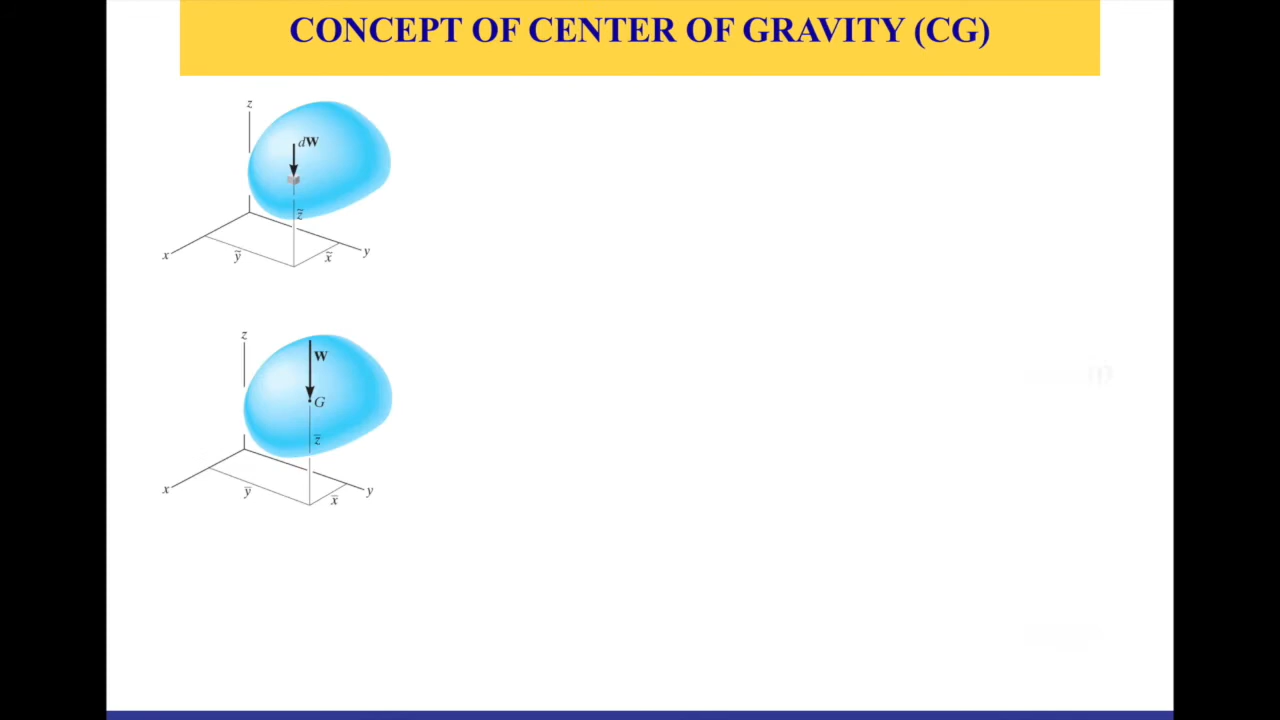 CONCEPT OF CENTER OF GRAVITY (CG)
z
dW
z̃
x
ỹ
x̃
y
z
W
G
z̅
x
y̅
x̅
y